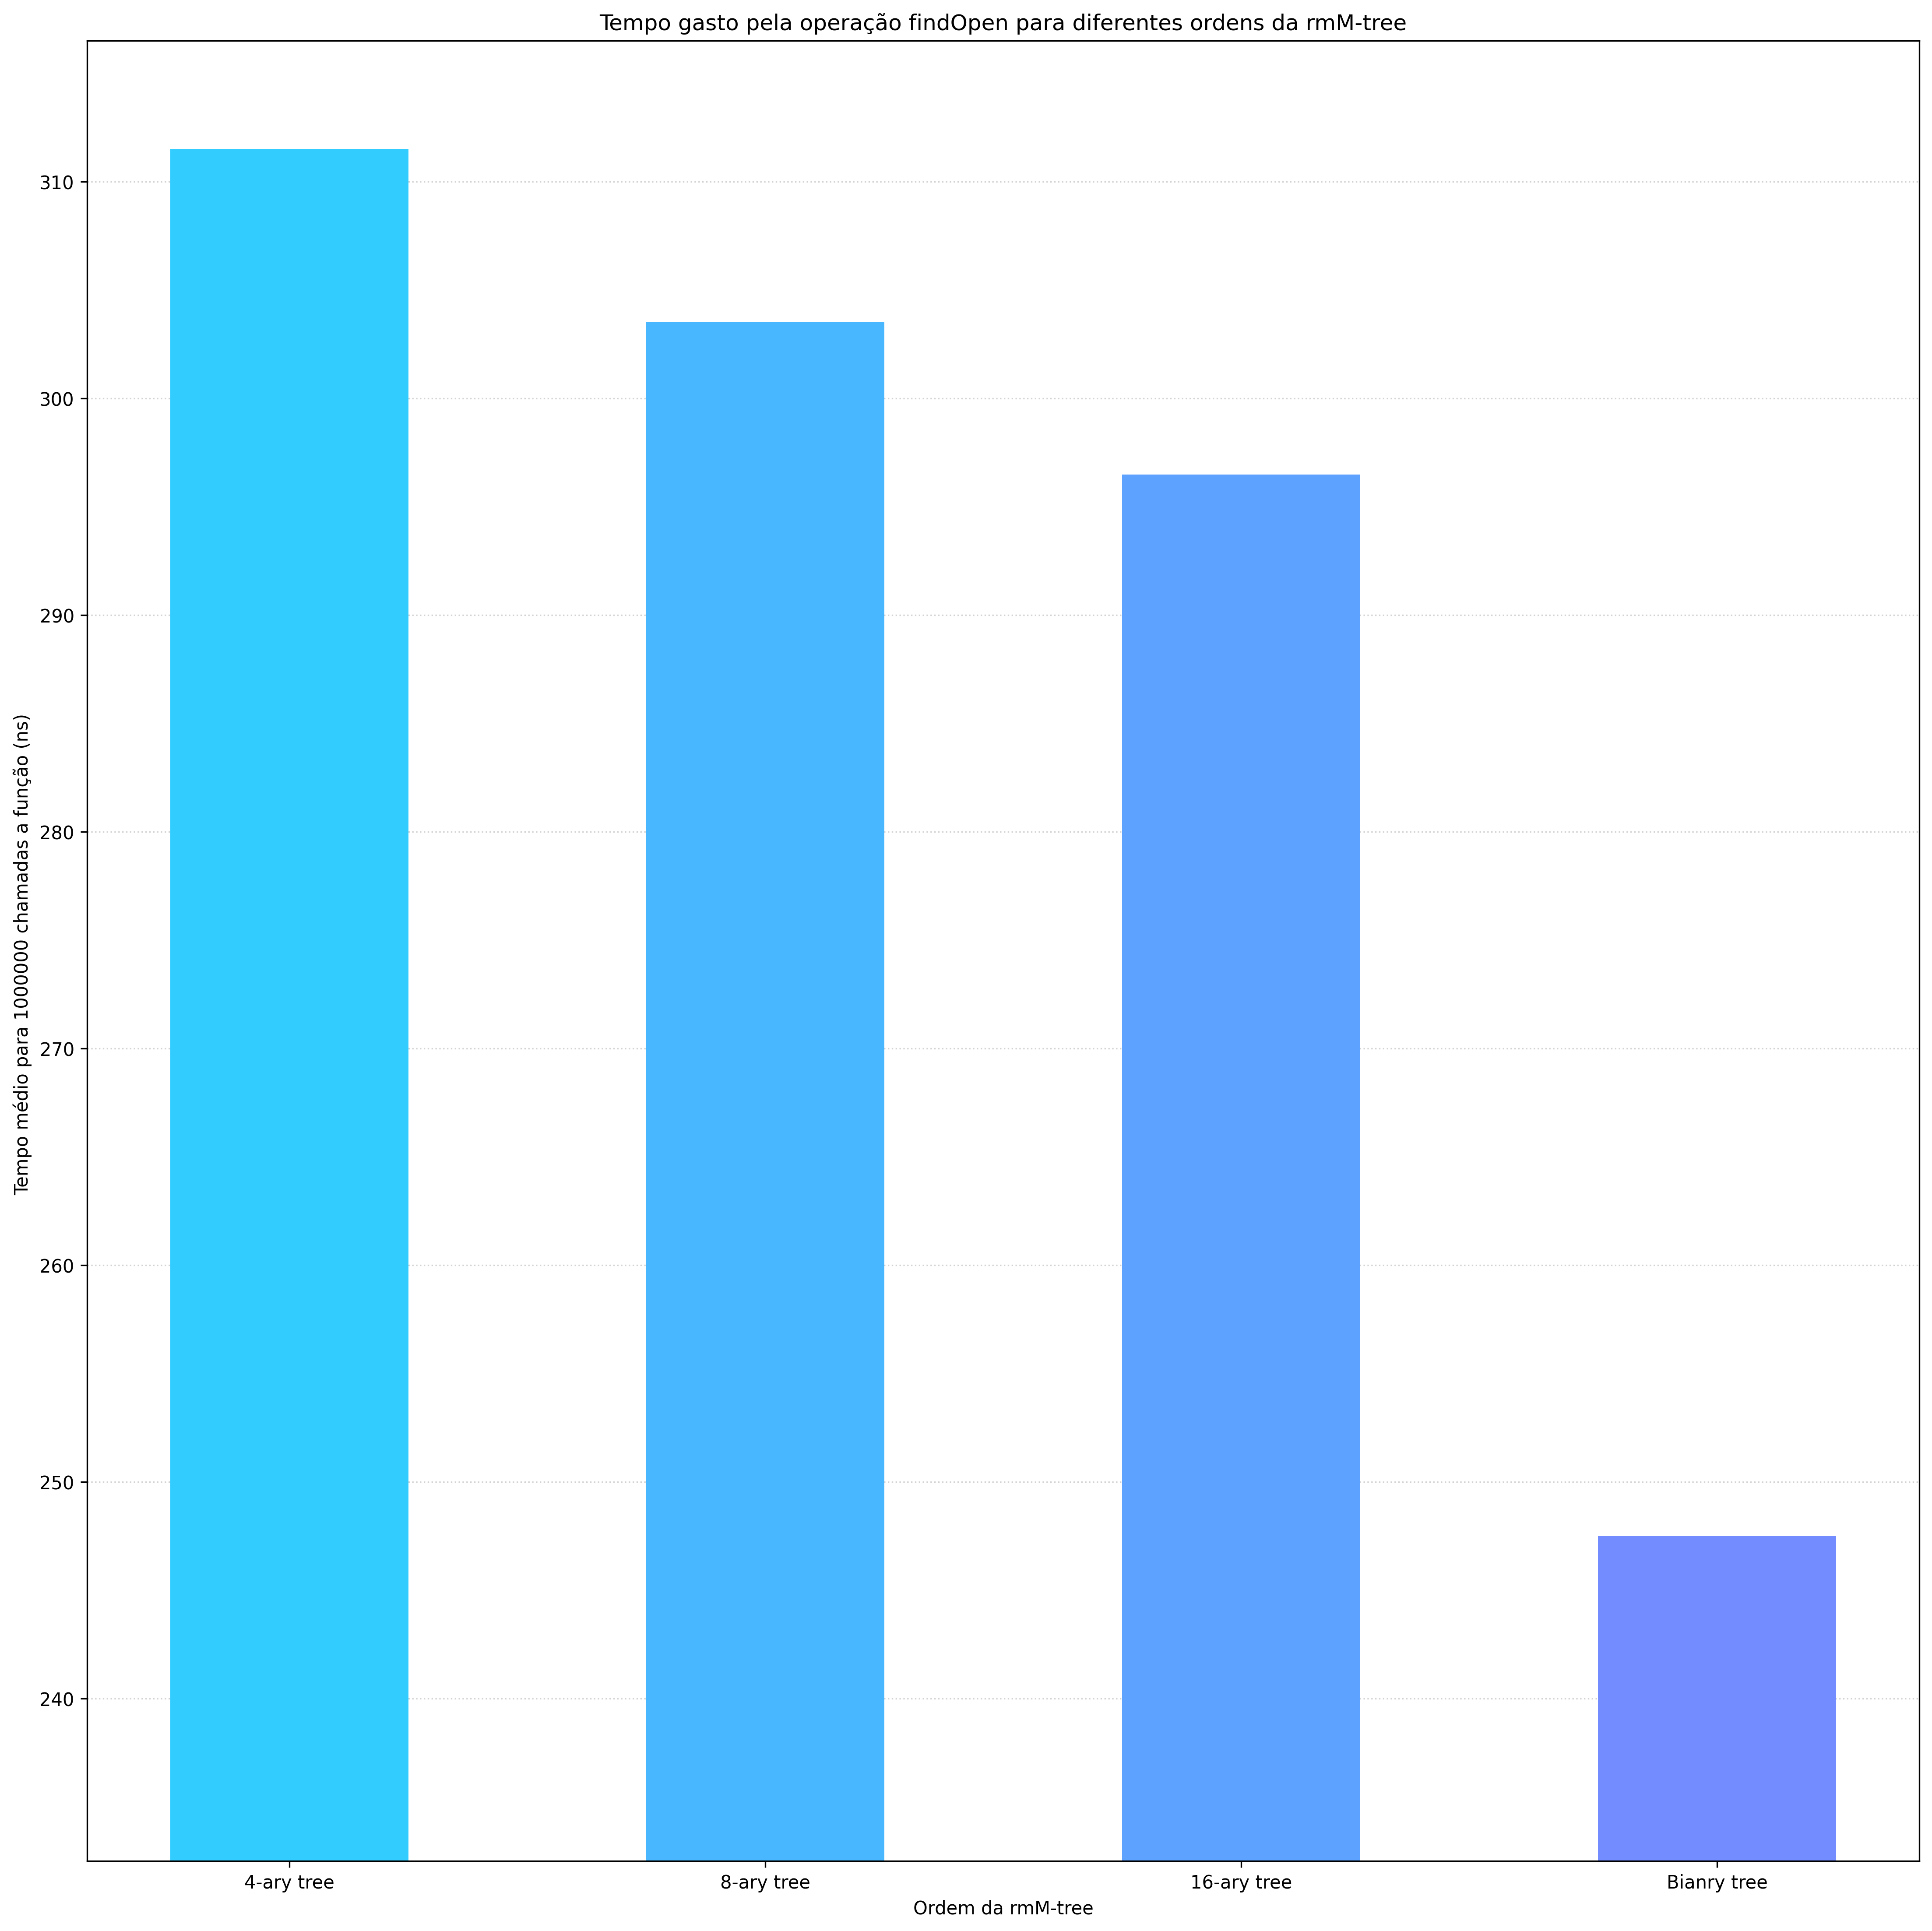 Tempo gasto pela operação findOpen para diferentes ordens da rmM-tree
Tempo médio para 1000000 chamadas a função (ns)
310
300
290
280
270
260
250
240
4-ary tree
8-ary tree
16-ary tree
Bianry tree
Ordem da rmM-tree